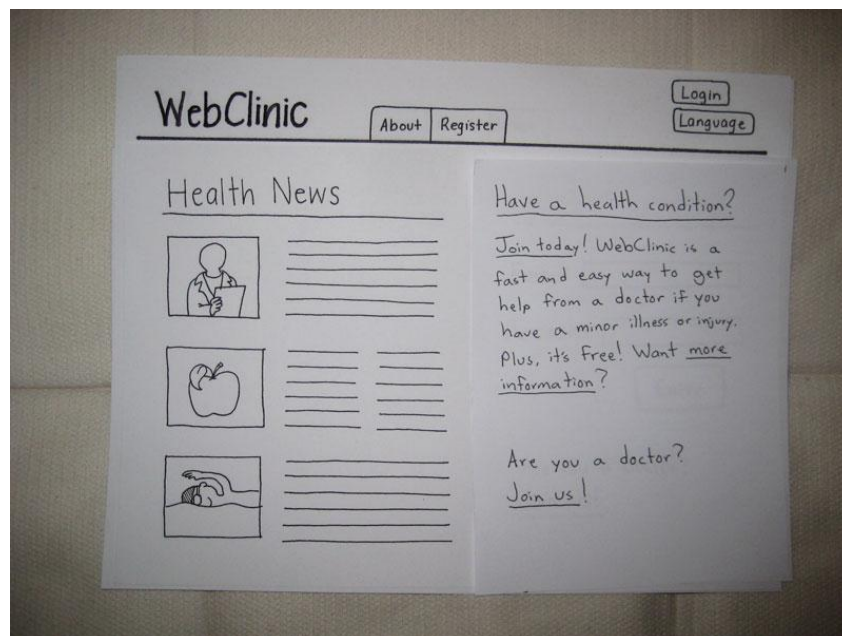 WebClinic
About Register
Login
Language
Health News
Have a health condition?
Join today! WebClinic is a
fast and easy way to get
help from a doctor if you
have a minor illness or injury.
Plus, it's free! Want more
information?
Are you a doctor?
Join us!